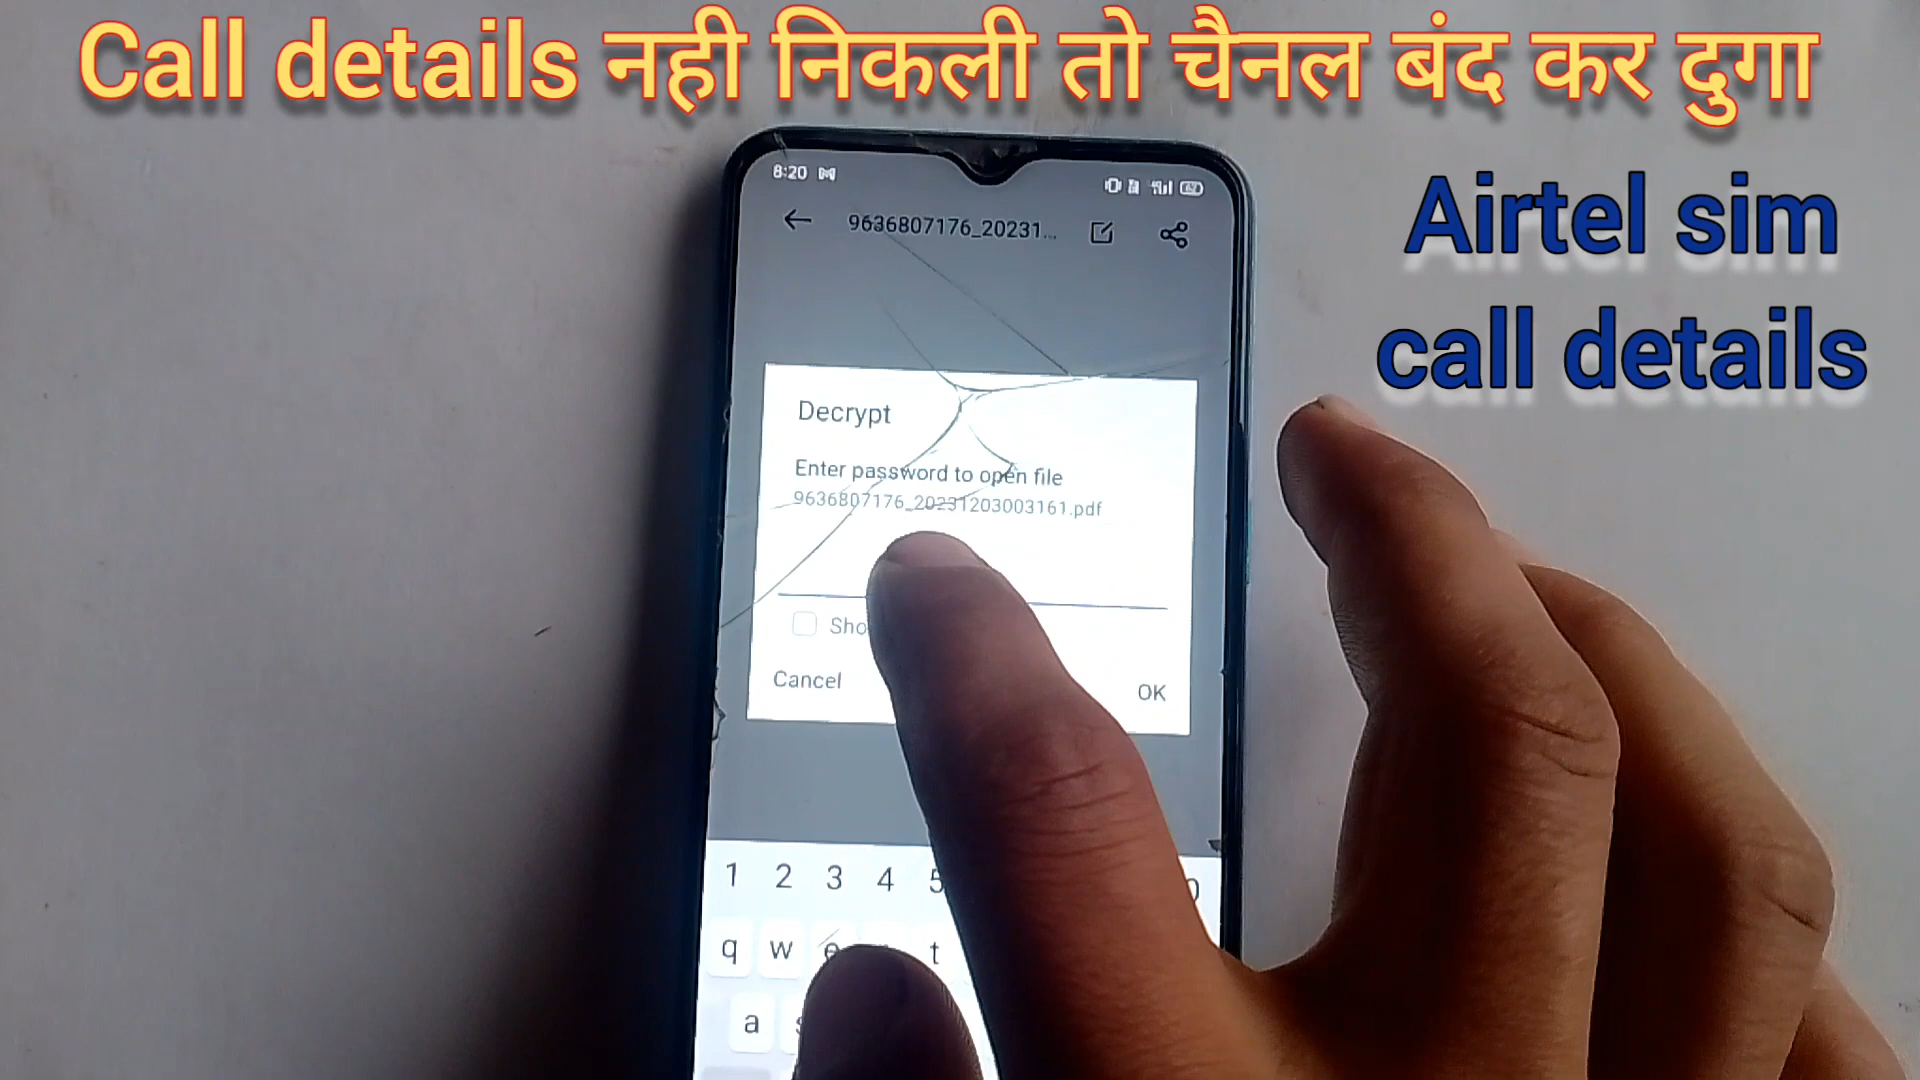 Call details नही निकली तो चैनल बंद कर दुगा
Airtel sim
call details
8:20
9636807176_20231...
Decrypt
Enter password to open file
9636807176_20231203003161.pdf
Cancel
OK
1 2 3 4 5
q w e t
a